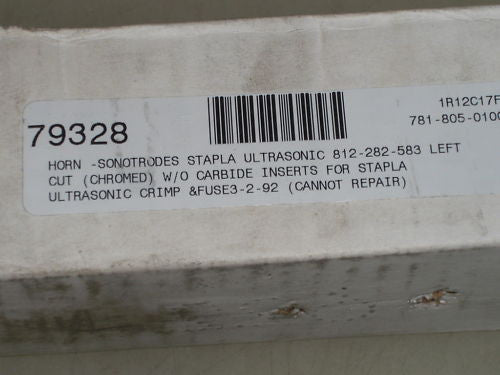 79328
1R12C17F
781-805-0100
HORN -SONOTRODES STAPLA ULTRASONIC 812-282-583 LEFT
CUT (CHROMED) W/O CARBIDE INSERTS FOR STAPLA
ULTRASONIC CRIMP &FUSE3-2-92 (CANNOT REPAIR)